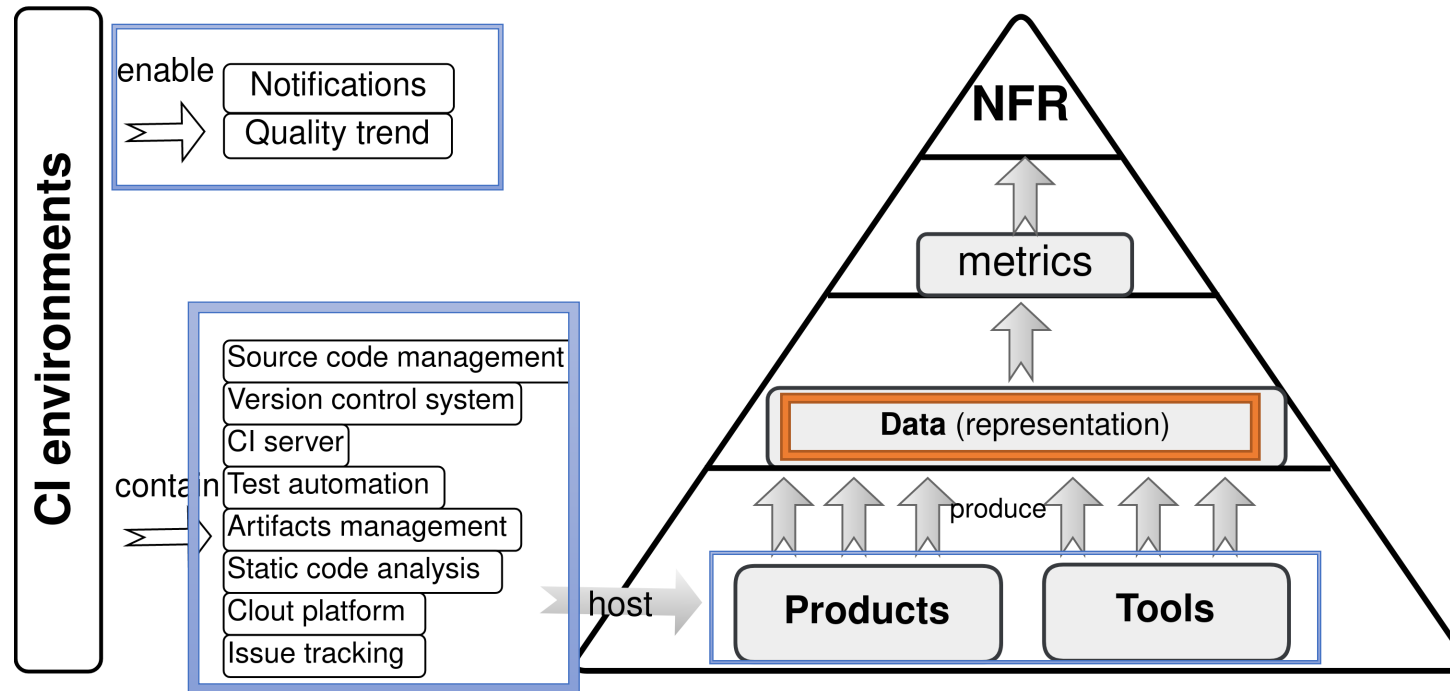 CI environments
enable
Notifications
Quality trend
contain
Source code management
Version control system
CI server
Test automation
Artifacts management
Static code analysis
Clout platform
Issue tracking
host
NFR
metrics
Data (representation)
produce
Products
Tools